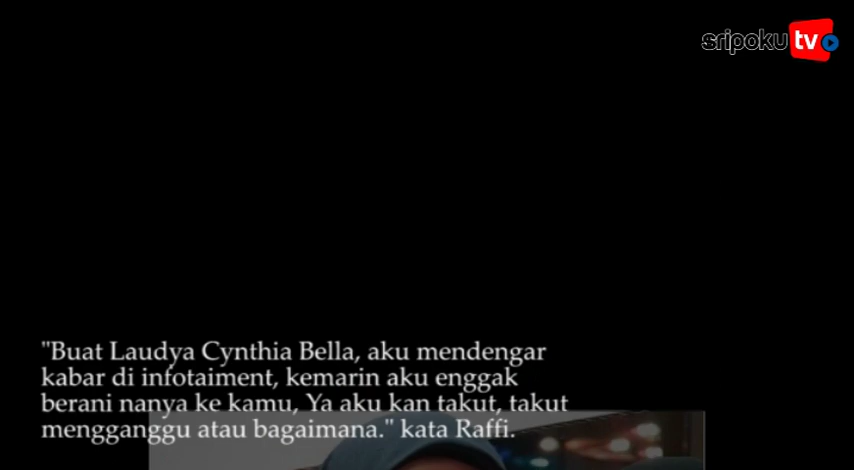 sripoku tv
"Buat Laudya Cynthia Bella, aku mendengar
kabar di infotaiment, kemarin aku enggak
berani nanya ke kamu, Ya aku kan takut, takut
mengganggu atau bagaimana." kata Raffi.